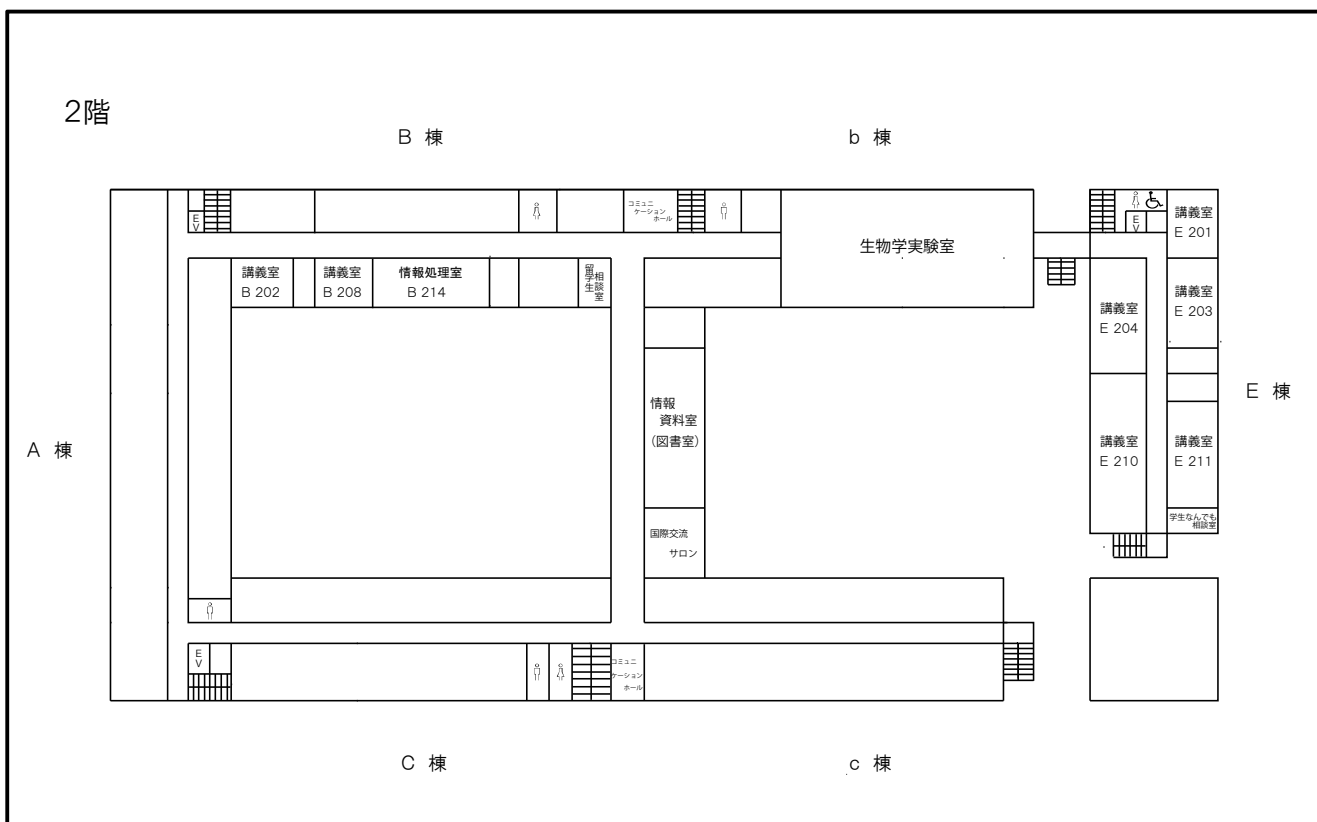 2階
B 棟
b 棟
EV
コミュニ
ケーション
ホール
生物学実験室
EV
講義室
E 201
講義室
B 202
講義室
B 208
情報処理室
B 214
留学生
相談室
講義室
E 204
講義室
E 203
E 棟
A 棟
情報
資料室
(図書室)
講義室
E 210
講義室
E 211
学生なんでも
相談室
国際交流
サロン
EV
コミュニ
ケーション
ホール
C 棟
c 棟